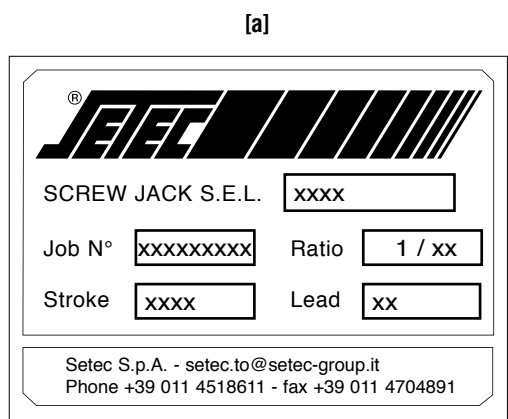 [a]
® SETEC
SCREW JACK S.E.L. xxxx
Job N° xxxxxxxxx Ratio 1 / xx
Stroke xxxx Lead xx
Setec S.p.A. - setec.to@setec-group.it
Phone +39 011 4518611 - fax +39 011 4704891